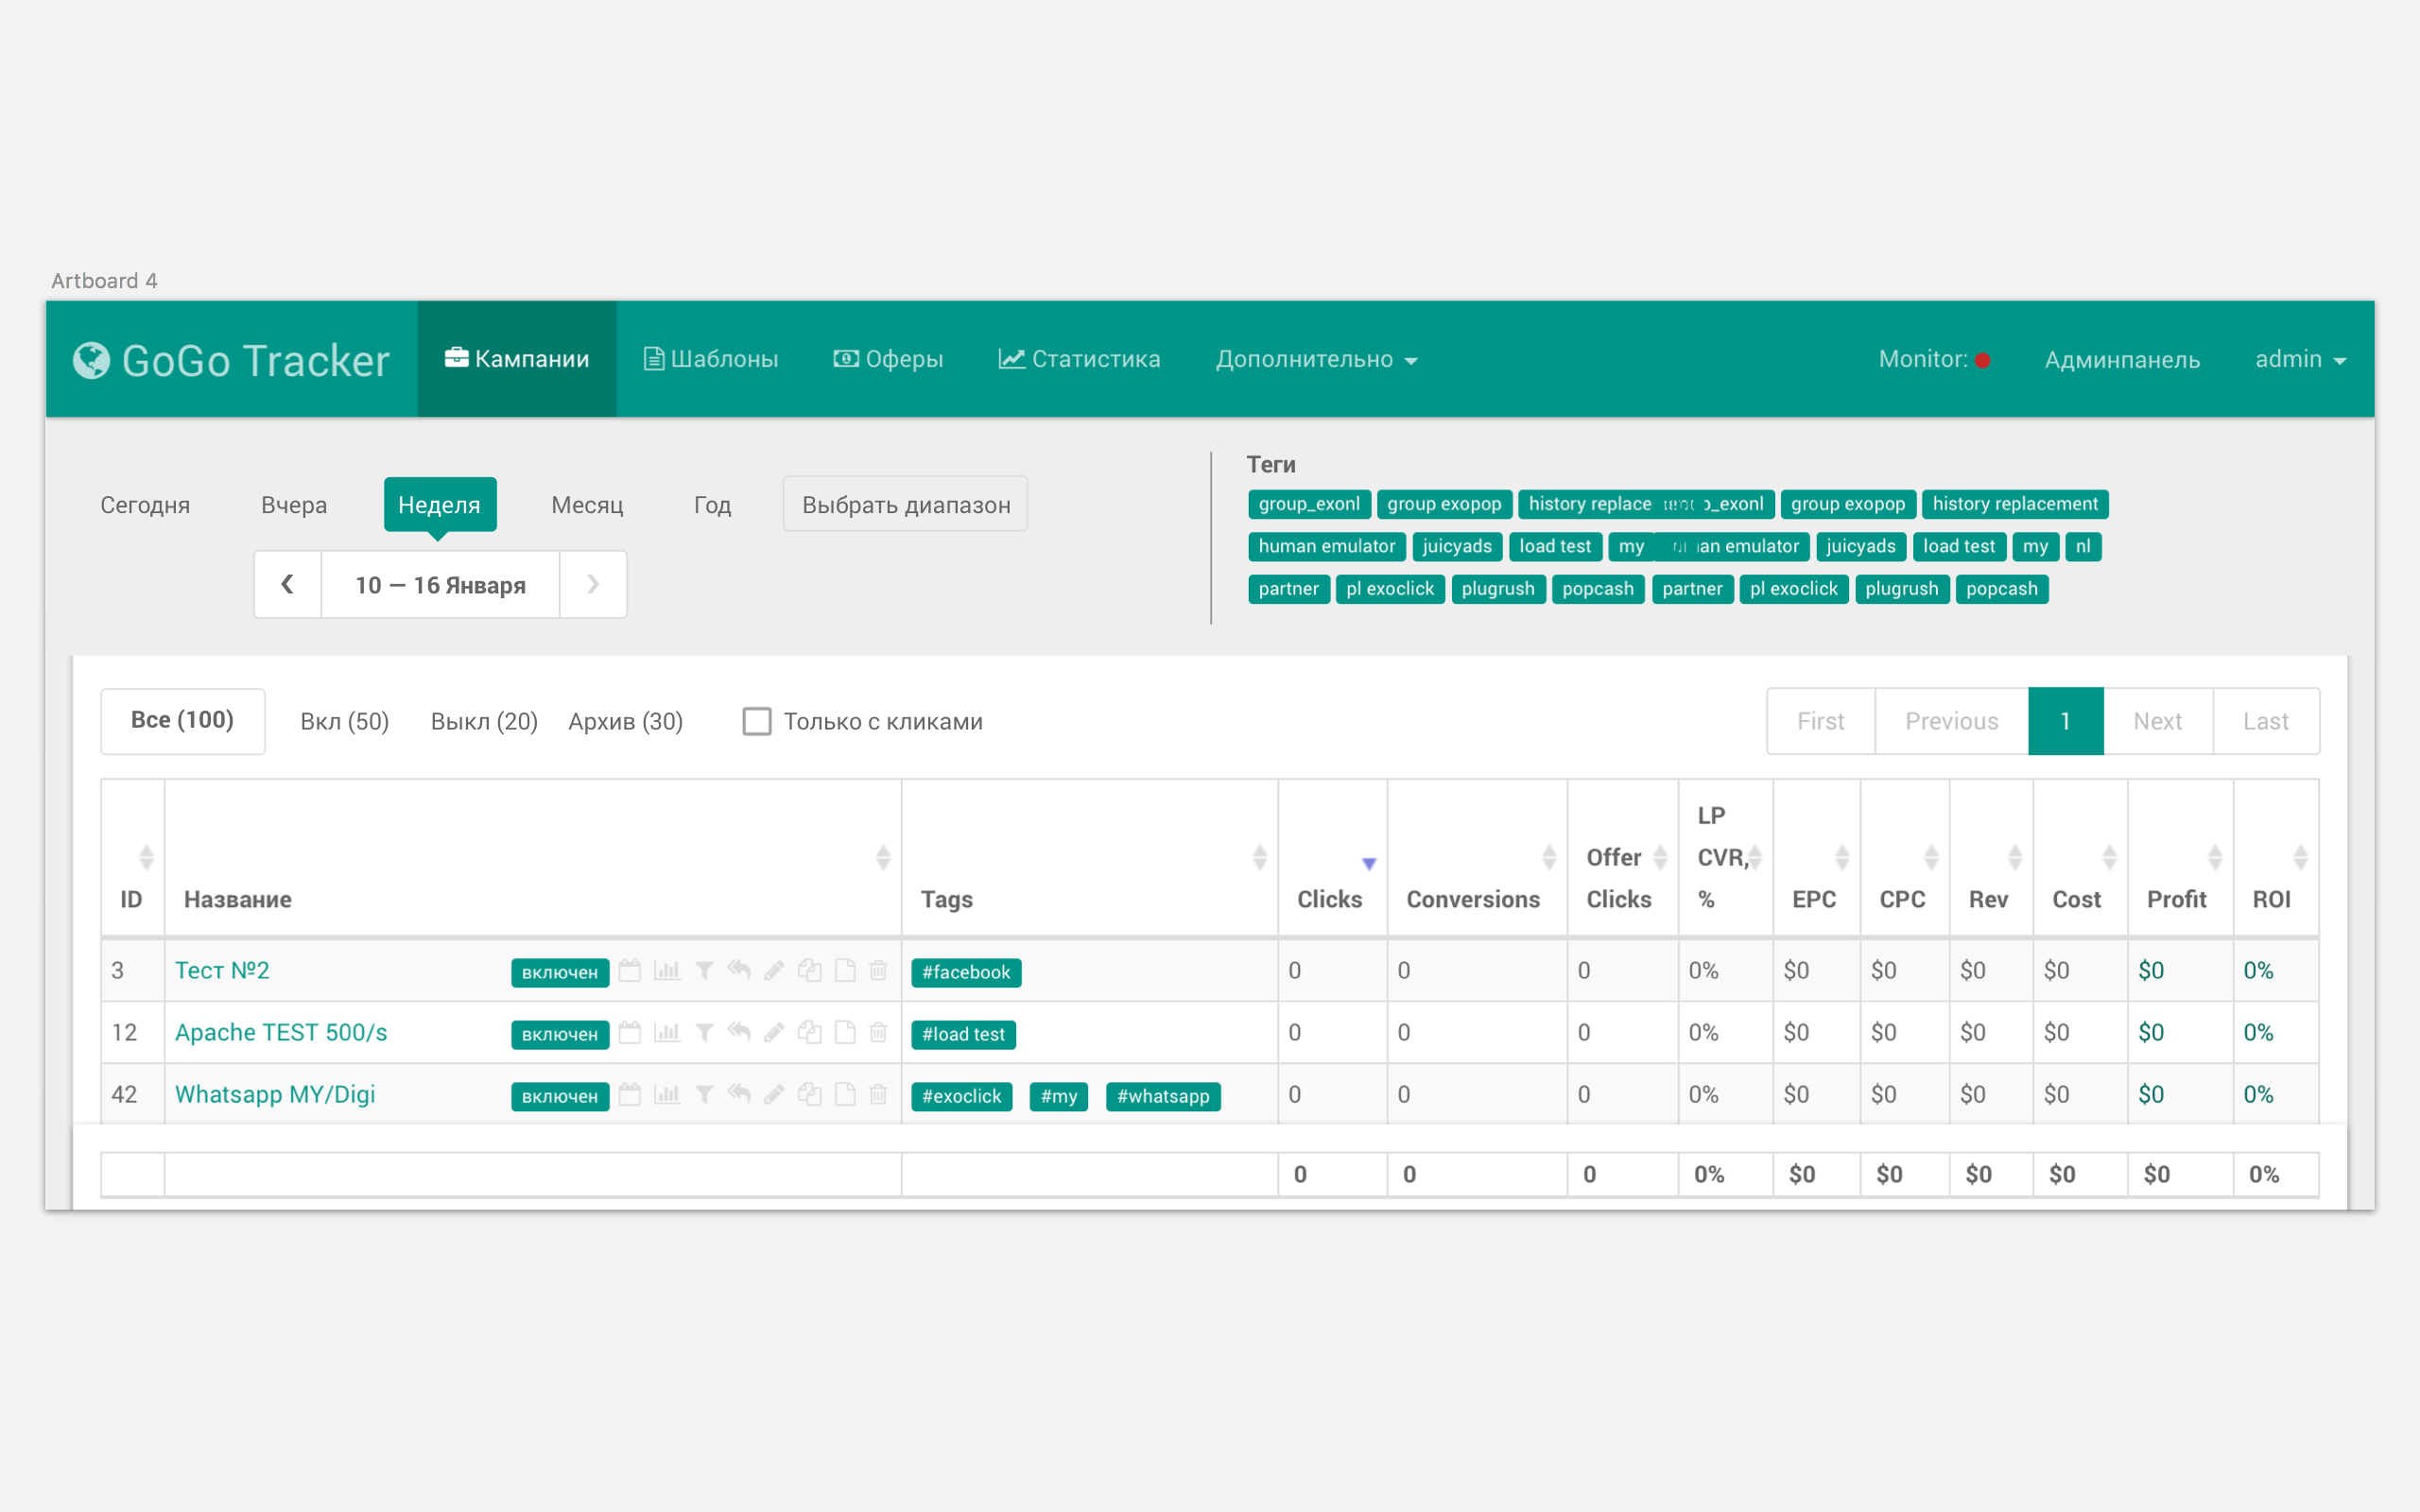 Artboard 4
GoGo Tracker Кампании Шаблоны Оферы Статистика Дополнительно Monitor: Админпанель admin
Теги
Сегодня Вчера Неделя Месяц Год Выбрать диапазон
10 — 16 Января
group_exonl group exopop history replace _exonl group exopop history replacement
human emulator juicyads load test my an emulator juicyads load test my nl
partner pl exoclick plugrush popcash partner pl exoclick plugrush popcash
Все (100) Вкл (50) Выкл (20) Архив (30) Только с кликами First Previous 1 Next Last
ID Название Tags Clicks Conversions Offer Clicks LP CVR, % EPC CPC Rev Cost Profit ROI
3 Тест №2 включен #facebook 0 0 0 0% $0 $0 $0 $0 $0 0%
12 Apache TEST 500/s включен #load test 0 0 0 0% $0 $0 $0 $0 $0 0%
42 Whatsapp MY/Digi включен #exoclick #my #whatsapp 0 0 0 0% $0 $0 $0 $0 $0 0%
0 0 0 0% $0 $0 $0 $0 $0 0%